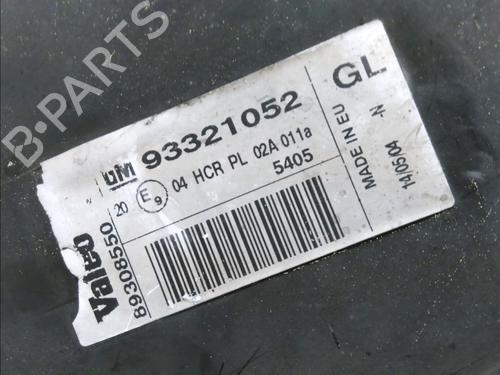 B-PARTS
GM 93321052
GL
20 E9 04 HCR PL 02A 011a
5405
MADE IN EU
14/05/04 -N
Valeo
89308550
N